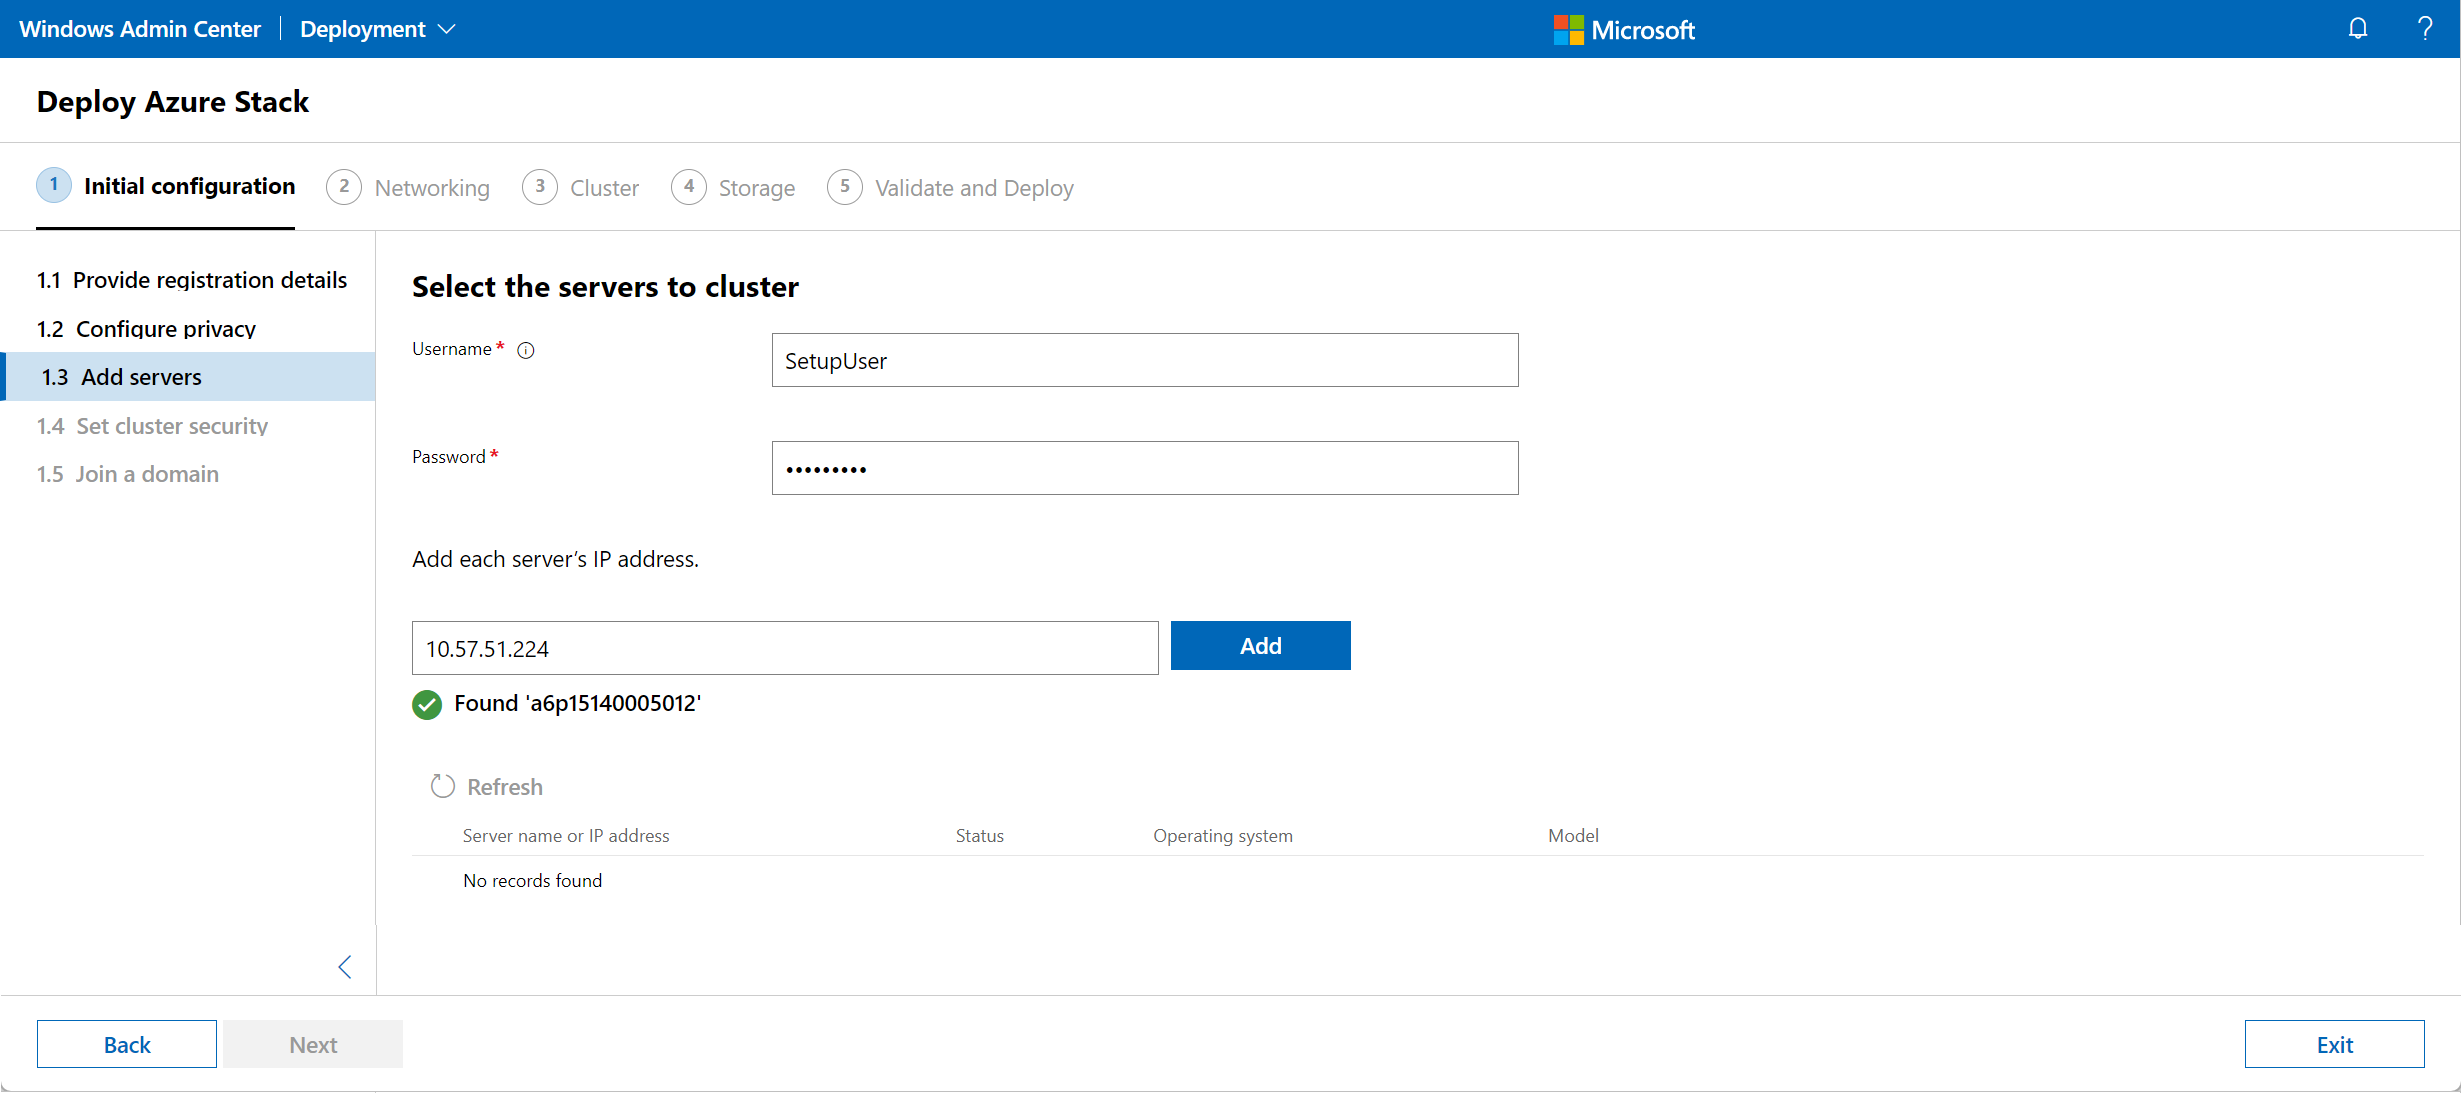 Windows Admin Center | Deployment
Microsoft
?
Deploy Azure Stack
1 Initial configuration
2 Networking
3 Cluster
4 Storage
5 Validate and Deploy
1.1 Provide registration details
1.2 Configure privacy
1.3 Add servers
1.4 Set cluster security
1.5 Join a domain
Select the servers to cluster
Username *
SetupUser
Password *
•••••••••
Add each server’s IP address.
10.57.51.224
Add
Found 'a6p15140005012'
Refresh
Server name or IP address Status Operating system Model
No records found
Back
Next
Exit